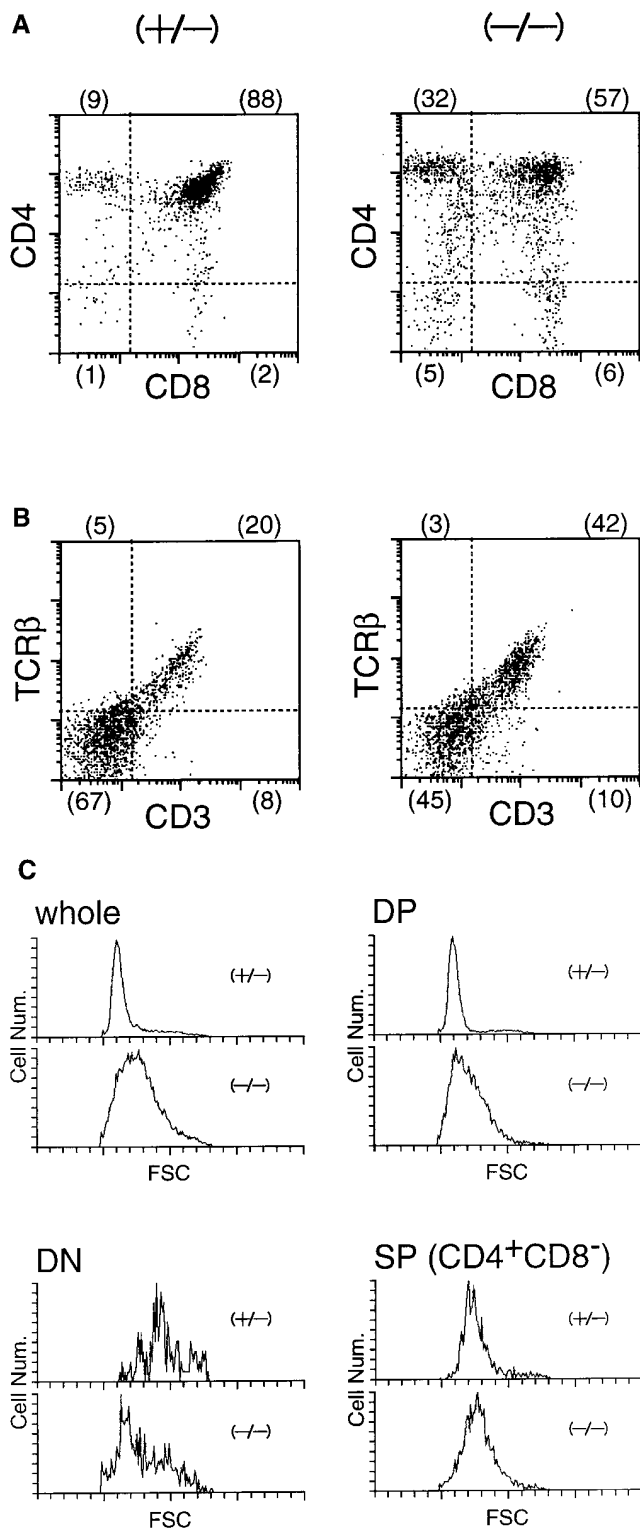 A (+/−) (−/−)
(9) (88) (32) (57)
CD4 CD4
(1) (2) (5) (6)
CD8 CD8
B (5) (20) (3) (42)
TCRβ TCRβ
(67) (8) (45) (10)
CD3 CD3
C
whole DP
(+/−) (+/−)
Cell Num. Cell Num.
(−/−) (−/−)
FSC FSC
DN SP (CD4+CD8-)
(+/−) (+/−)
Cell Num. Cell Num.
(−/−) (−/−)
FSC FSC